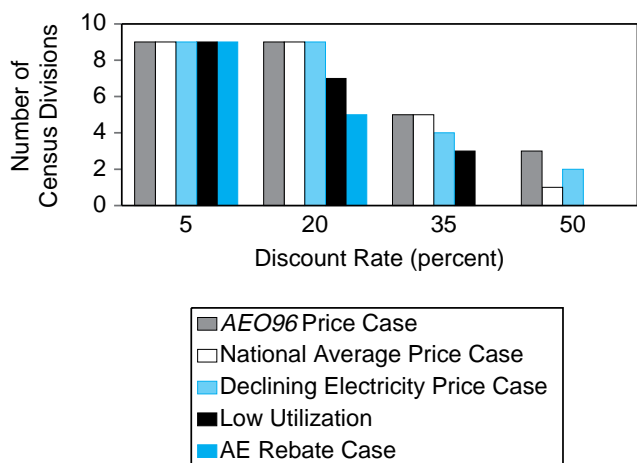 Number of
Census Divisions
10
8
6
4
2
0
5 20 35 50
Discount Rate (percent)
AEO96 Price Case
National Average Price Case
Declining Electricity Price Case
Low Utilization
AE Rebate Case